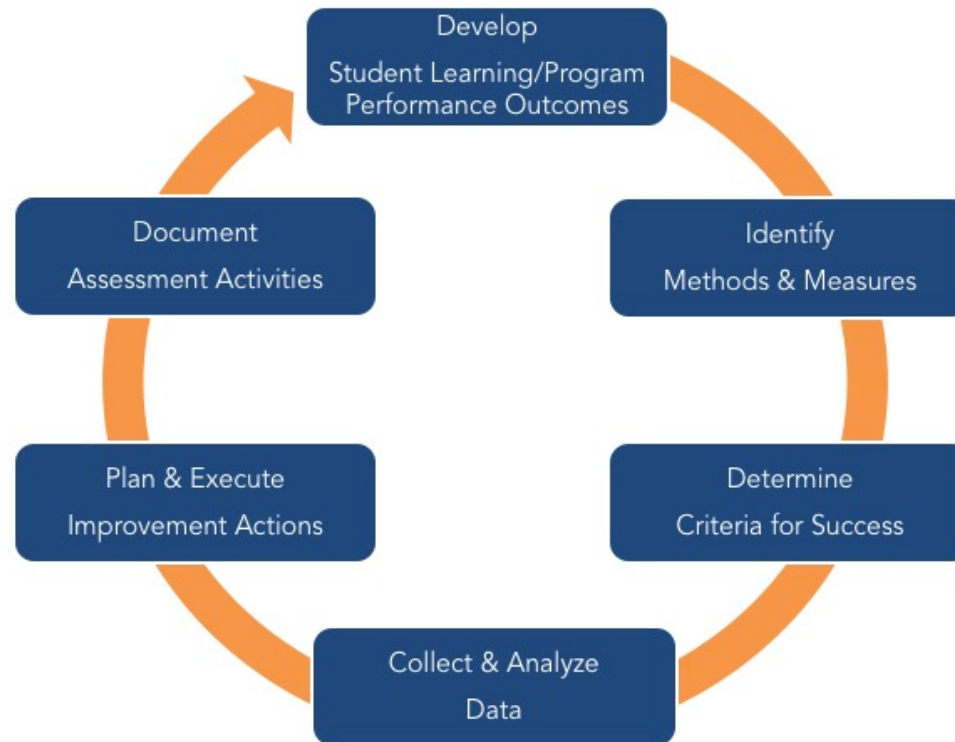 Develop
Student Learning/Program
Performance Outcomes
Identify
Methods & Measures
Determine
Criteria for Success
Collect & Analyze
Data
Plan & Execute
Improvement Actions
Document
Assessment Activities